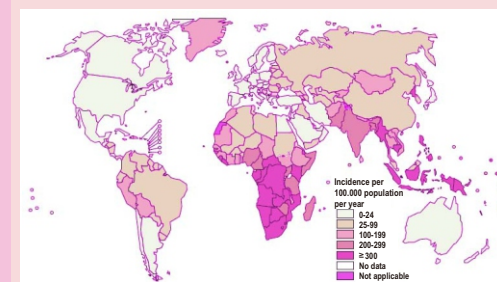 Incidence per
100.000 population
per year
0-24
25-99
100-199
200-299
≥ 300
No data
Not applicable